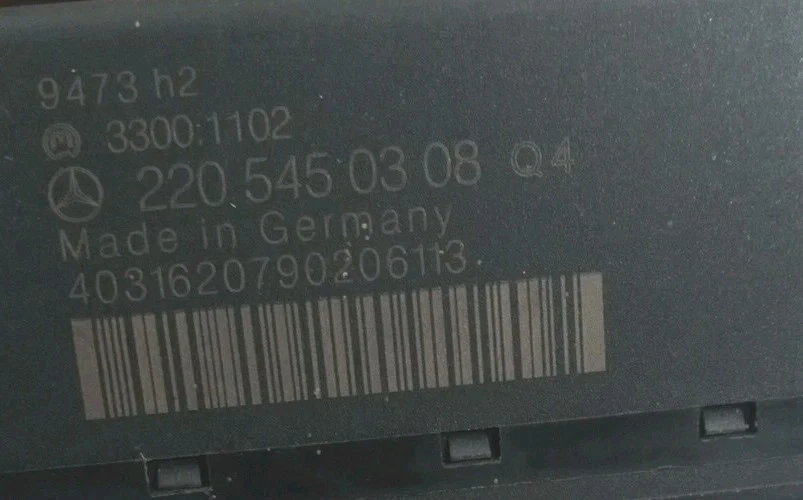 9473 h2
M 3300.1102
220 545 03 08 Q4
Made in Germany
4031620790206113